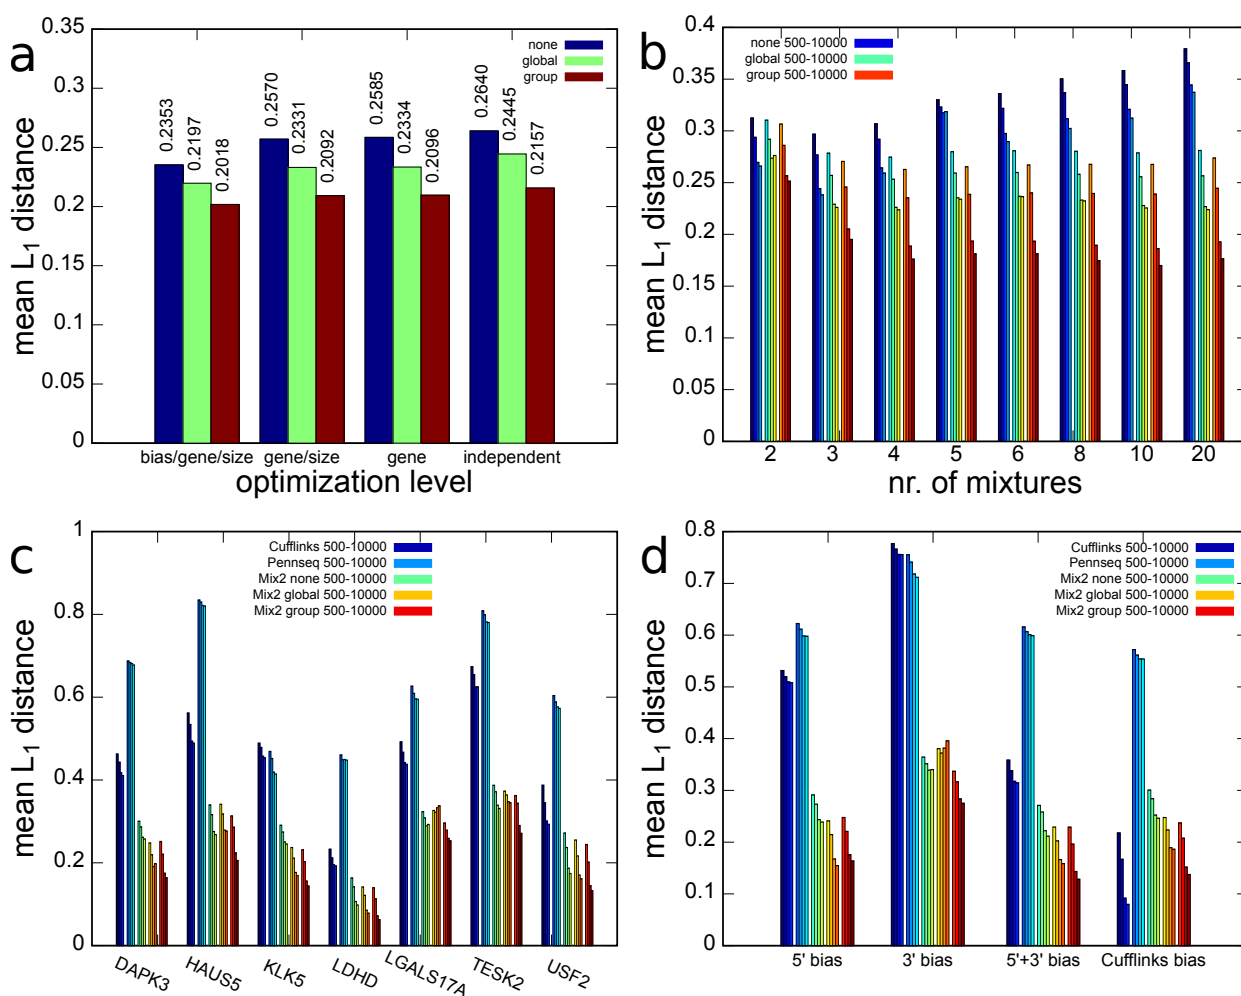 a
0.35
0.3
0.25
0.2
0.15
0.1
0.05
0
mean L1 distance
none
global
group
0.2353
0.2197
0.2018
0.2570
0.2331
0.2092
0.2585
0.2334
0.2096
0.2640
0.2445
0.2157
bias/gene/size gene/size gene independent
optimization level
b
0.4
0.35
0.3
0.25
0.2
0.15
0.1
0.05
0
mean L1 distance
none 500-10000
global 500-10000
group 500-10000
2 3 4 5 6 8 10 20
nr. of mixtures
c
1
0.8
0.6
0.4
0.2
0
mean L1 distance
Cufflinks 500-10000
Pennseq 500-10000
Mix2 none 500-10000
Mix2 global 500-10000
Mix2 group 500-10000
DAPK3 HAUS5 KLK5 LDHD LGALS17A TESK2 USF2
d
0.8
0.7
0.6
0.5
0.4
0.3
0.2
0.1
0
mean L1 distance
Cufflinks 500-10000
Pennseq 500-10000
Mix2 none 500-10000
Mix2 global 500-10000
Mix2 group 500-10000
5' bias 3' bias 5'+3' bias Cufflinks bias